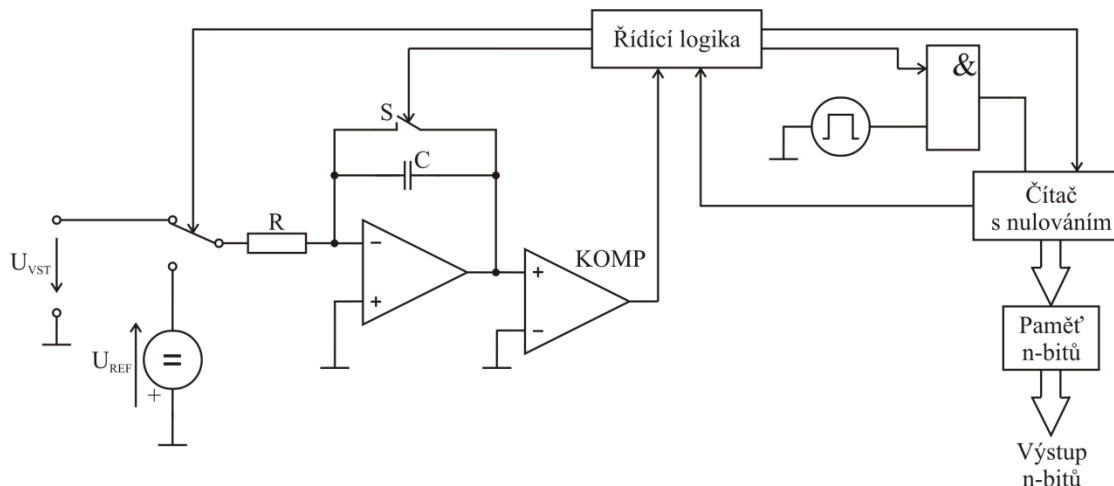 Řídící logika
&
S
C
Čítač
s nulováním
R
U_VST
KOMP
−
+
+
−
Paměť
n-bitů
U_REF
=
+
Výstup
n-bitů